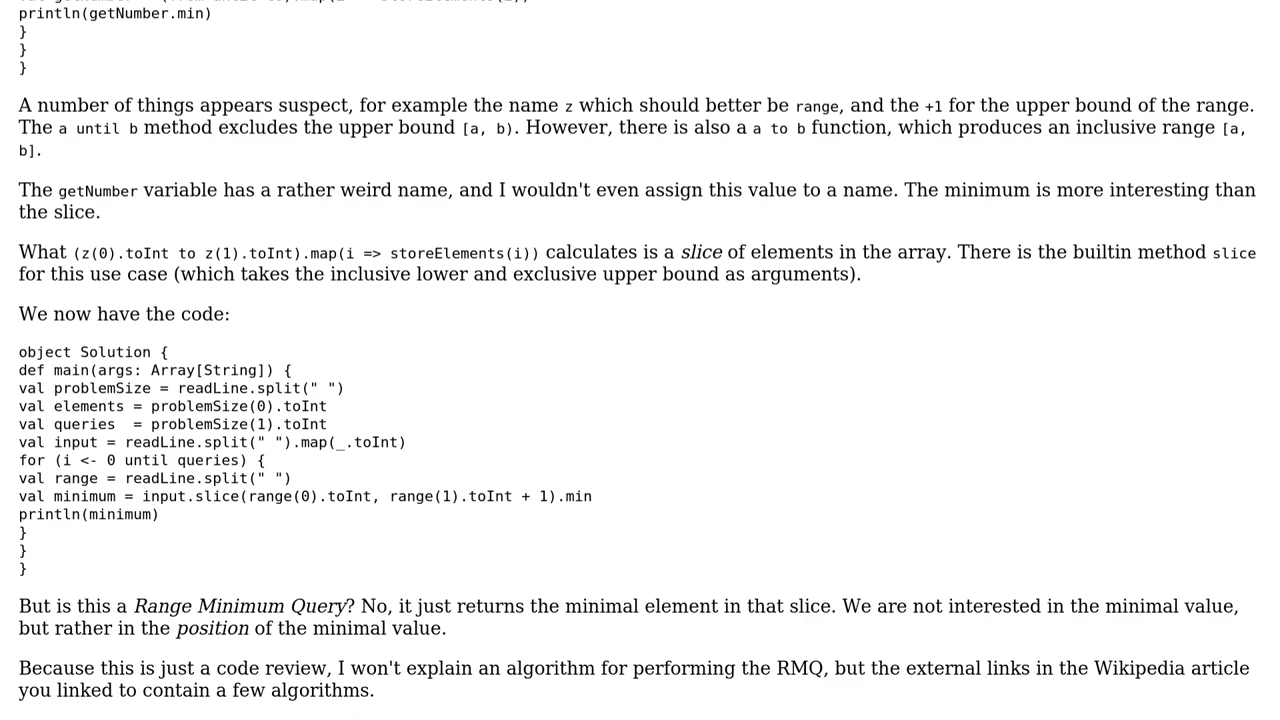 println(getNumber.min)
}
}
}
A number of things appears suspect, for example the name z which should better be range, and the +1 for the upper bound of the range.
The a until b method excludes the upper bound [a, b). However, there is also a a to b function, which produces an inclusive range [a,
b].
The getNumber variable has a rather weird name, and I wouldn't even assign this value to a name. The minimum is more interesting than
the slice.
What (z(0).toInt to z(1).toInt).map(i => storeElements(i)) calculates is a slice of elements in the array. There is the builtin method slice
for this use case (which takes the inclusive lower and exclusive upper bound as arguments).
We now have the code:
object Solution {
def main(args: Array[String]) {
val problemSize = readLine.split(" ")
val elements = problemSize(0).toInt
val queries  = problemSize(1).toInt
val input = readLine.split(" ").map(_.toInt)
for (i <- 0 until queries) {
val range = readLine.split(" ")
val minimum = input.slice(range(0).toInt, range(1).toInt + 1).min
println(minimum)
}
}
}
But is this a Range Minimum Query? No, it just returns the minimal element in that slice. We are not interested in the minimal value,
but rather in the position of the minimal value.
Because this is just a code review, I won't explain an algorithm for performing the RMQ, but the external links in the Wikipedia article
you linked to contain a few algorithms.